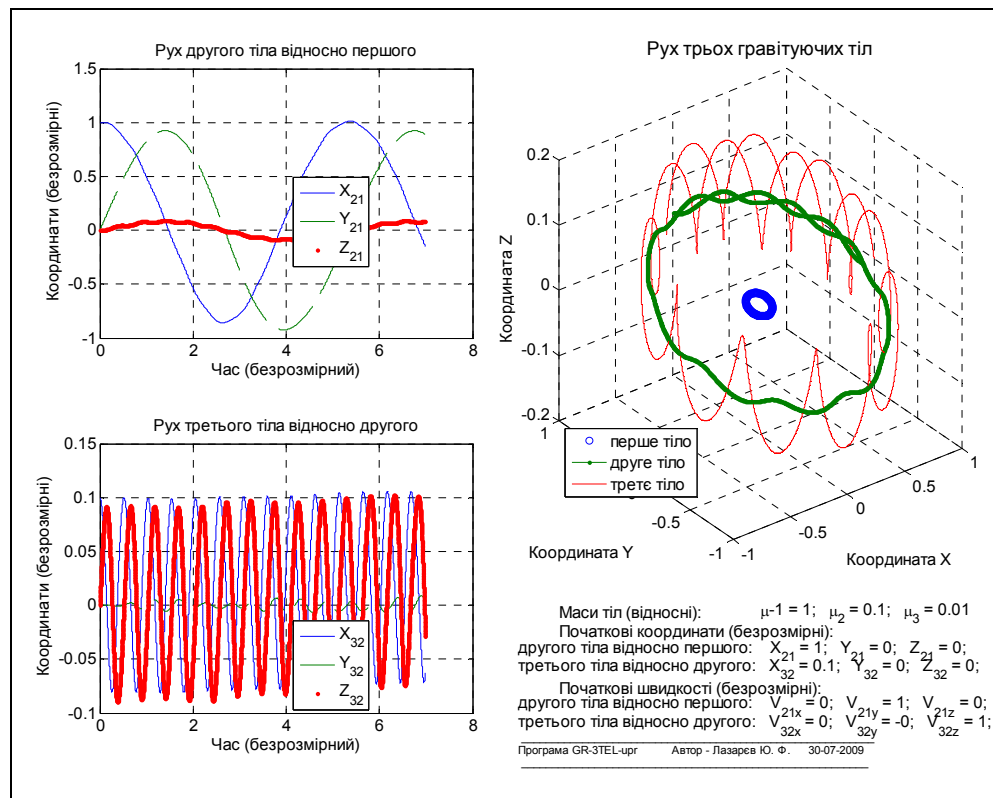 Рух другого тіла відносно першого
1.5
1
0.5
0
-0.5
-1
0 2 4 6 8
Координати (безрозмірні)
Час (безрозмірний)
X21
Y21
Z21
Рух третього тіла відносно другого
0.15
0.1
0.05
0
-0.05
-0.1
0 2 4 6 8
Координати (безрозмірні)
Час (безрозмірний)
X32
Y32
Z32
Рух трьох гравітуючих тіл
0.2
0.1
0
-0.1
-0.2
Координата Z
1
-0.5
-1
Координата Y
-1
-0.5
0
0.5
1
Координата X
перше тіло
друге тіло
третє тіло
Маси тіл (відносні): μ-1 = 1; μ2 = 0.1; μ3 = 0.01
Початкові координати (безрозмірні):
другого тіла відносно першого: X21 = 1; Y21 = 0; Z21 = 0;
третього тіла відносно другого: X32 = 0.1; Y32 = 0; Z32 = 0;
Початкові швидкості (безрозмірні):
другого тіла відносно першого: V21x = 0; V21y = 1; V21z = 0;
третього тіла відносно другого: V32x = 0; V32y = -0; V32z = 1;
Програма GR-3TEL-upr Автор - Лазарєв Ю. Ф. 30-07-2009